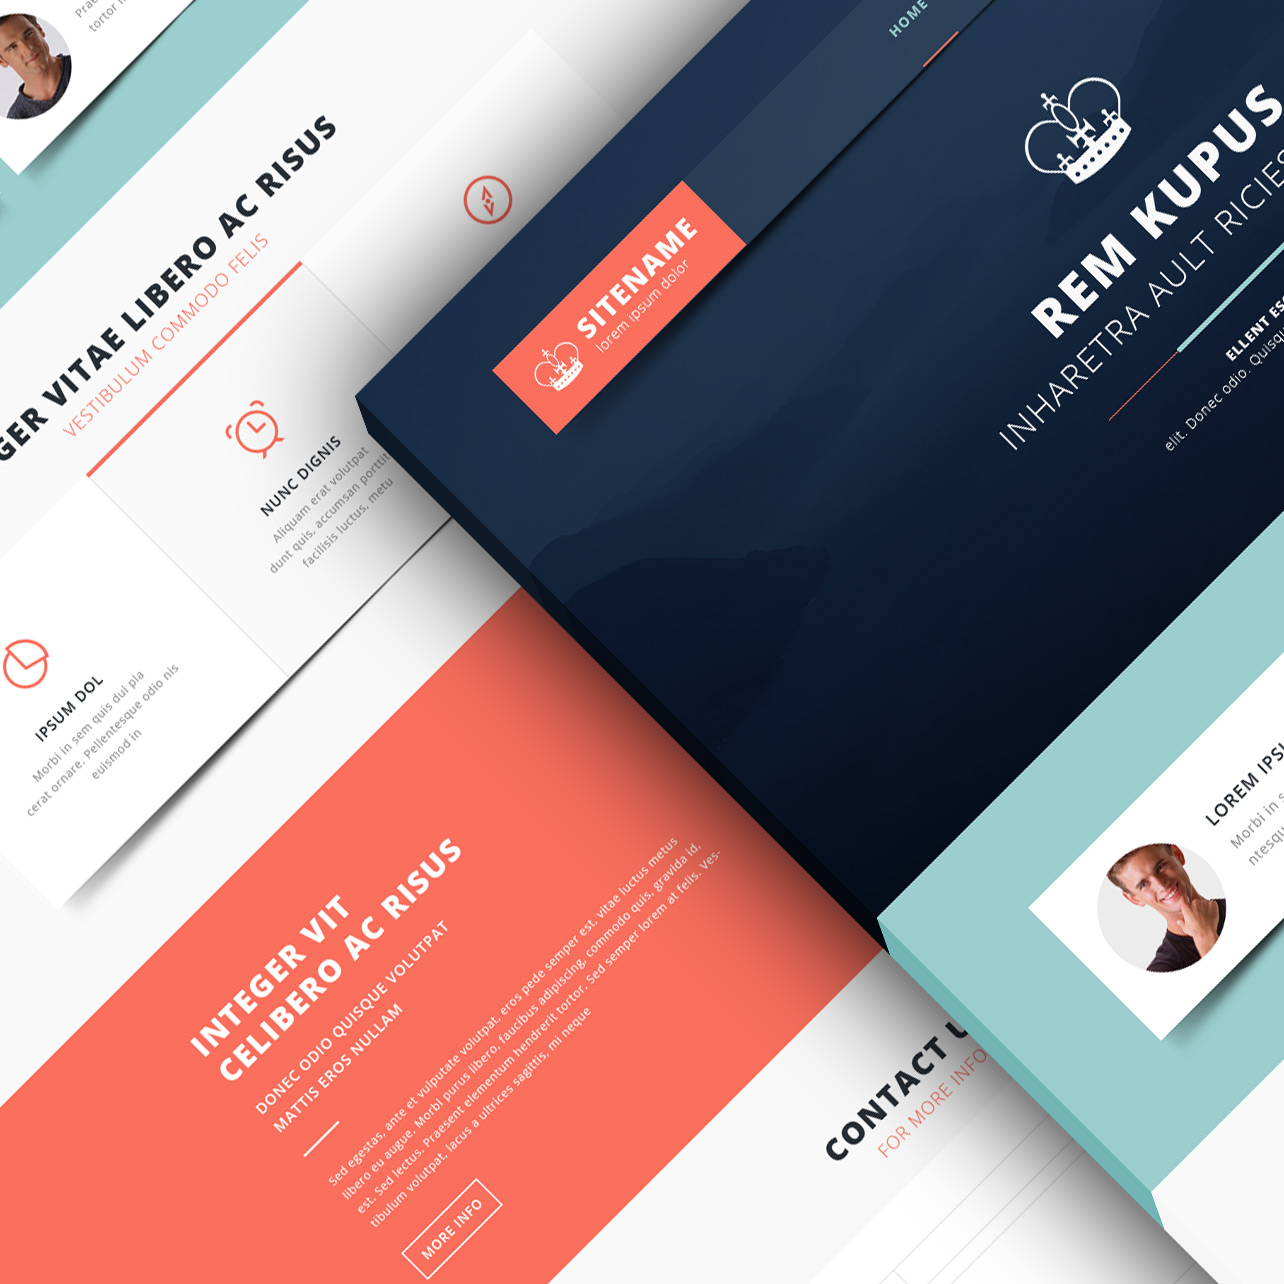 tortor
GER VITAE LIBERO AC RISUS
VESTIBULUM COMMODO FELIS
NUNC DIGNIS
Aliquam erat volutpat
dunt quis, accumsan porttit
facilisis luctus, metu
IPSUM DOL
Morbi in sem quis dui pla
cerat ornare. Pellentesque odio nis
euismod in
INTEGER VIT
CELIBERO AC RISUS
DONEC ODIO QUISQUE VOLUTPAT
MATTIS EROS NULLAM
Sed egestas, ante et vulputate volutpat, eros pede semper est, vitae luctus metus
libero eu augue. Morbi purus libero, faucibus adipiscing, commodo quis, gravida id,
est. Sed lectus. Praesent elementum hendrerit tortor. Sed semper lorem at felis. Ves-
tibulum volutpat, lacus a ultrices sagittis, mi neque
MORE INFO
CONTACT U
FOR MORE INFO
HOME
SITENAME
lorem ipsum dolor
REM KUPUS
INHARETRA AULT RICIES
ELLENT ES
elit. Donec odio. Quisqu
LOREM IPSU
Morbi in s
ntesqu